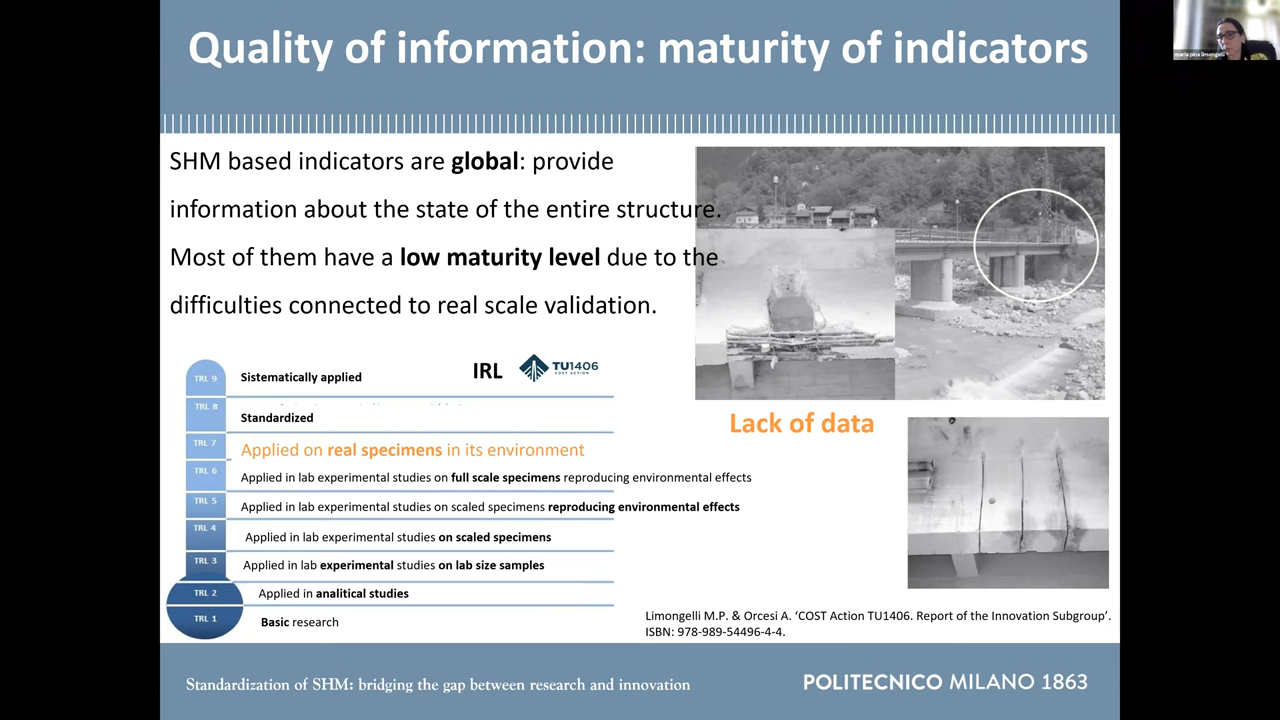 Quality of information: maturity of indicators
maria pina limongelli
SHM based indicators are global: provide
information about the state of the entire structure.
Most of them have a low maturity level due to the
difficulties connected to real scale validation.
IRL
TU1406
COST ACTION
TRL 9
Sistematically applied
TRL 8
Standardized
TRL 7
Applied on real specimens in its environment
TRL 6
Applied in lab experimental studies on full scale specimens reproducing environmental effects
TRL 5
Applied in lab experimental studies on scaled specimens reproducing environmental effects
TRL 4
Applied in lab experimental studies on scaled specimens
TRL 3
Applied in lab experimental studies on lab size samples
TRL 2
Applied in analitical studies
TRL 1
Basic research
Lack of data
Limongelli M.P. & Orcesi A. ‘COST Action TU1406. Report of the Innovation Subgroup’.
ISBN: 978-989-54496-4-4.
Standardization of SHM: bridging the gap between research and innovation
POLITECNICO MILANO 1863